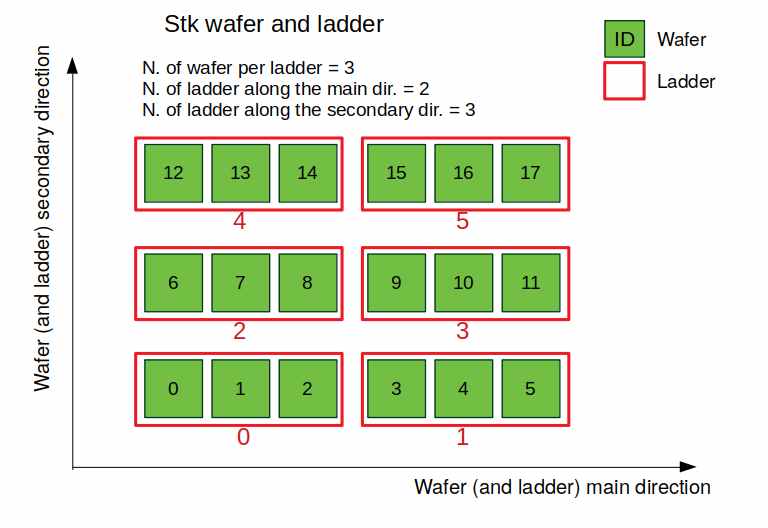 Stk wafer and ladder
ID Wafer
Ladder
N. of wafer per ladder = 3
N. of ladder along the main dir. = 2
N. of ladder along the secondary dir. = 3
Wafer (and ladder) secondary direction
12 13 14 15 16 17
4 5
6 7 8 9 10 11
2 3
0 1 2 3 4 5
0 1
Wafer (and ladder) main direction